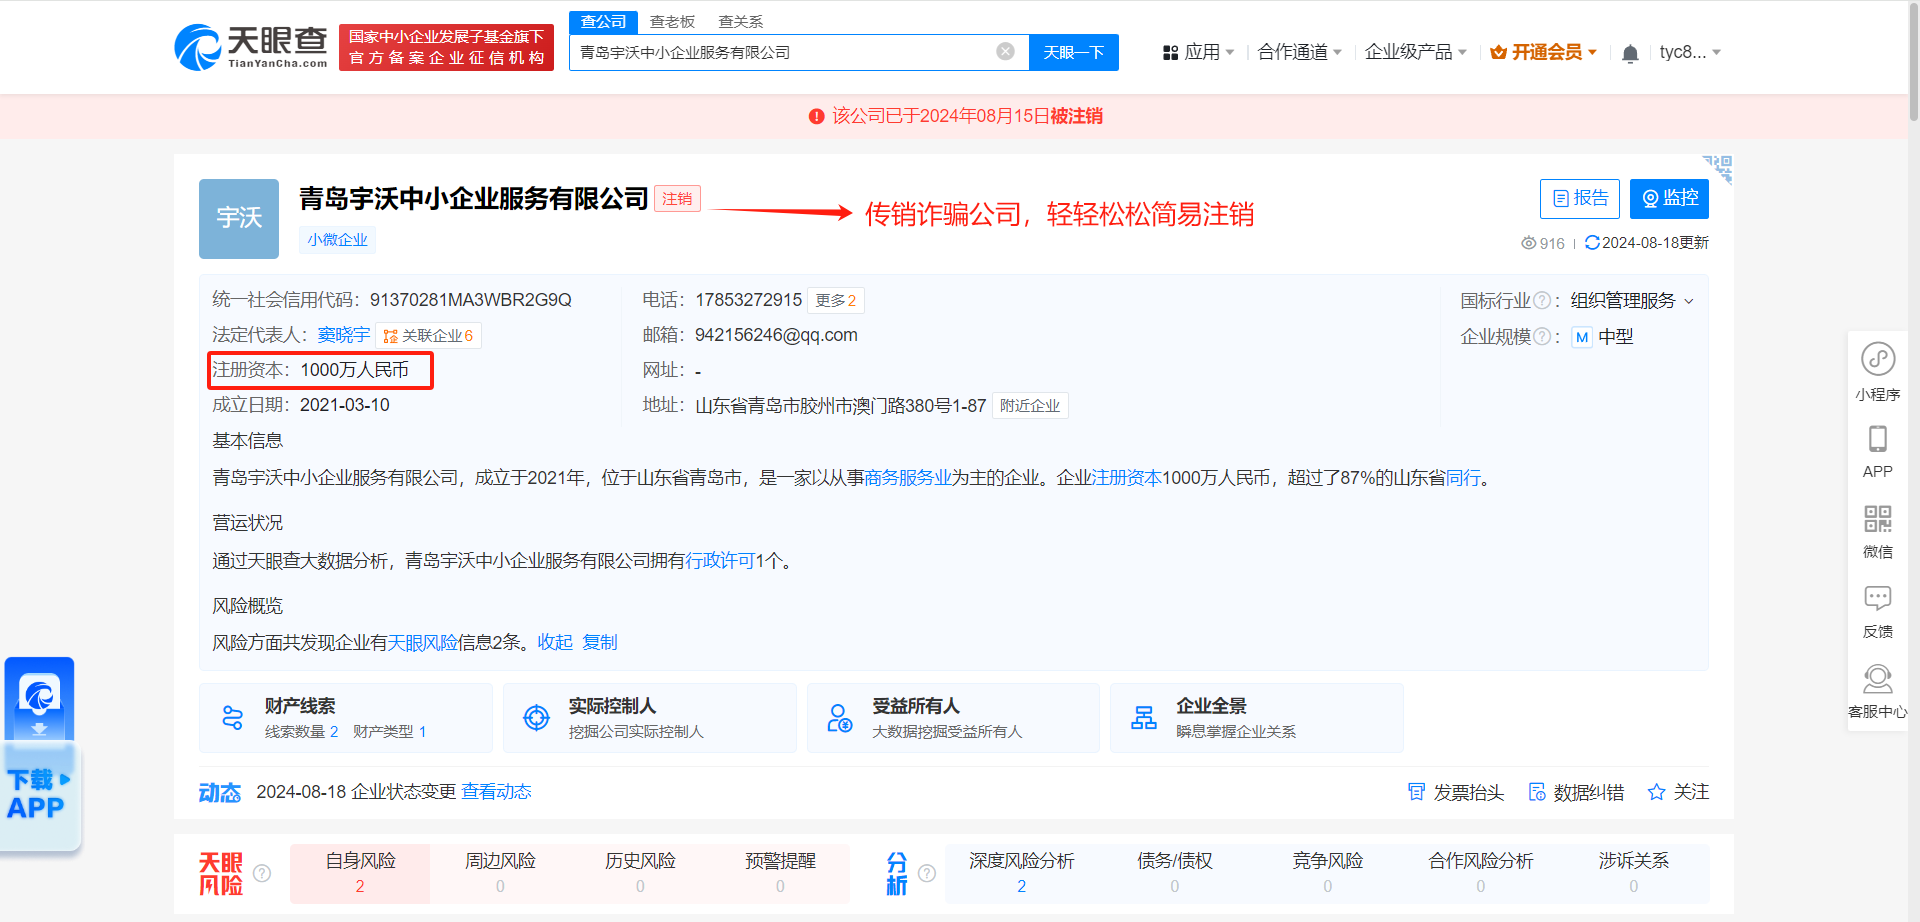 天眼查
TianYanCha.com
国家中小企业发展子基金旗下
官方备案企业征信机构
查公司 查老板 查关系
青岛宇沃中小企业服务有限公司
天眼一下
应用 合作通道 企业级产品 开通会员 tyc8...
该公司已于2024年08月15日被注销
宇沃
青岛宇沃中小企业服务有限公司 注销
传销诈骗公司，轻轻松松简易注销
小微企业
报告 监控
916 2024-08-18更新
统一社会信用代码：91370281MA3WBR2G9Q
法定代表人：窦晓宇 关联企业6
注册资本：1000万人民币
成立日期：2021-03-10
电话：17853272915 更多2
邮箱：942156246@qq.com
网址：-
地址：山东省青岛市胶州市澳门路380号1-87 附近企业
国标行业?：组织管理服务
企业规模?：M 中型
基本信息
青岛宇沃中小企业服务有限公司，成立于2021年，位于山东省青岛市，是一家以从事商务服务业为主的企业。企业注册资本1000万人民币，超过了87%的山东省同行。
营运状况
通过天眼查大数据分析，青岛宇沃中小企业服务有限公司拥有行政许可1个。
风险概览
风险方面共发现企业有天眼风险信息2条。收起 复制
财产线索
线索数量 2 财产类型 1
实际控制人
挖掘公司实际控制人
受益所有人
大数据挖掘受益所有人
企业全景
瞬息掌握企业关系
动态 2024-08-18 企业状态变更 查看动态
发票抬头 数据纠错 关注
天眼
风险 ?
自身风险
2
周边风险
0
历史风险
0
预警提醒
0
分
析 ?
深度风险分析
2
债务/债权
0
竞争风险
0
合作风险分析
0
涉诉关系
0
小程序
APP
微信
反馈
客服中心
下载
APP